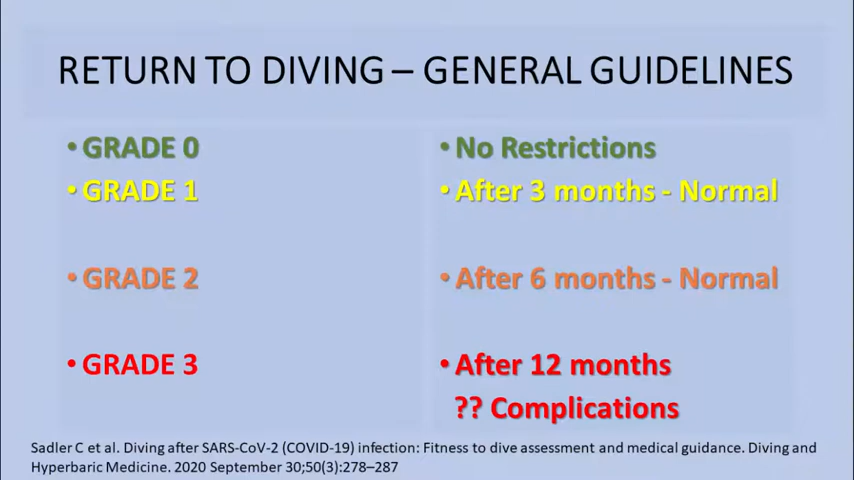 RETURN TO DIVING – GENERAL GUIDELINES
• GRADE 0
• No Restrictions
• GRADE 1
• After 3 months - Normal
• GRADE 2
• After 6 months - Normal
• GRADE 3
• After 12 months
?? Complications
Sadler C et al. Diving after SARS-CoV-2 (COVID-19) infection: Fitness to dive assessment and medical guidance. Diving and
Hyperbaric Medicine. 2020 September 30;50(3):278–287